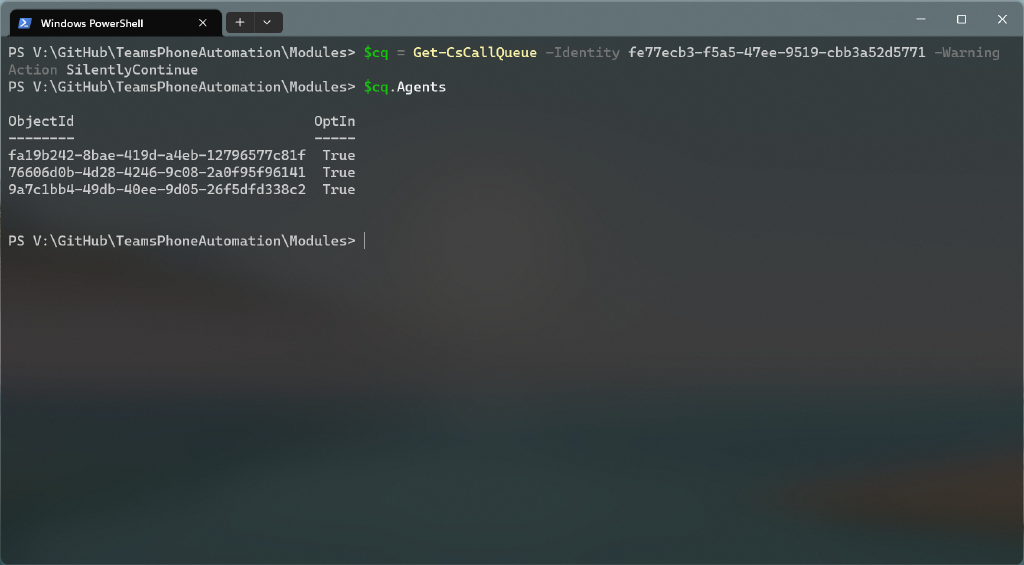 Windows PowerShell
PS V:\GitHub\TeamsPhoneAutomation\Modules> $cq = Get-CsCallQueue -Identity fe77ecb3-f5a5-47ee-9519-cbb3a52d5771 -Warning
Action SilentlyContinue
PS V:\GitHub\TeamsPhoneAutomation\Modules> $cq.Agents
ObjectId OptIn
-------- -----
fa19b242-8bae-419d-a4eb-12796577c81f True
76606d0b-4d28-4246-9c08-2a0f95f96141 True
9a7c1bb4-49db-40ee-9d05-26f5dfd338c2 True
PS V:\GitHub\TeamsPhoneAutomation\Modules>